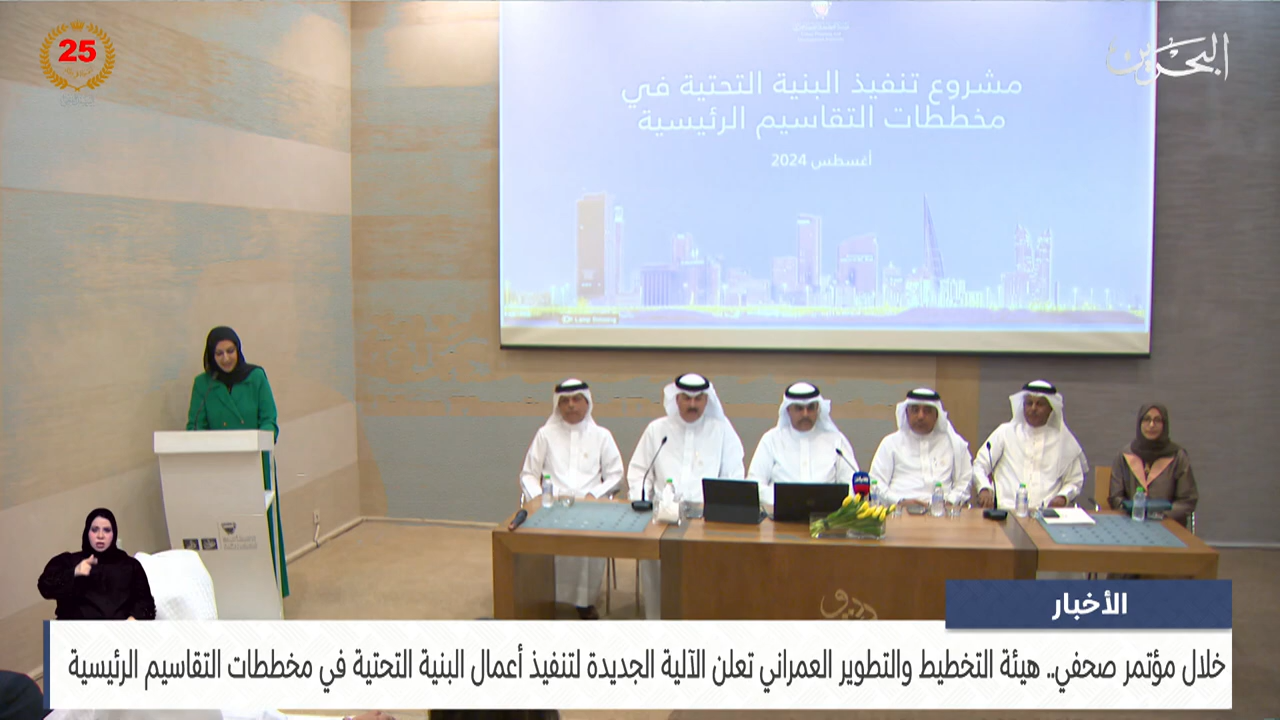 25
البحرين
مشروع تنفيذ البنية التحتية في
مخططات التقاسيم الرئيسية
أغسطس 2024
الأخبار
خلال مؤتمر صحفي.. هيئة التخطيط والتطوير العمراني تعلن الآلية الجديدة لتنفيذ أعمال البنية التحتية في مخططات التقاسيم الرئيسية